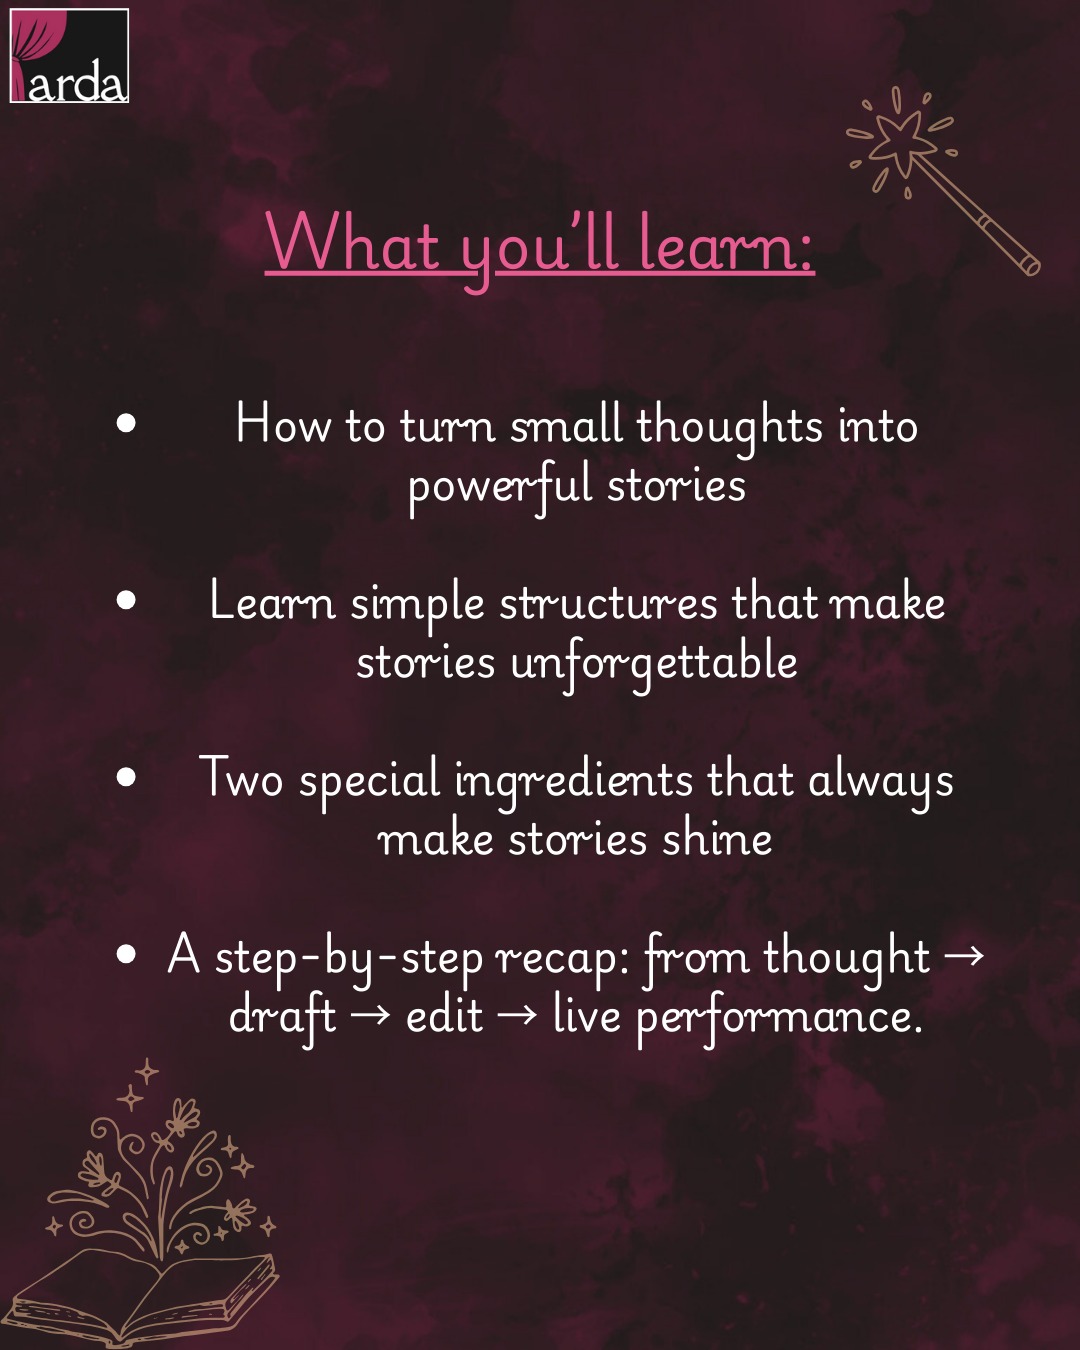 arda
What you'll learn:
• How to turn small thoughts into
powerful stories
• Learn simple structures that make
stories unforgettable
• Two special ingredients that always
make stories shine
• A step-by-step recap: from thought →
draft → edit → live performance.